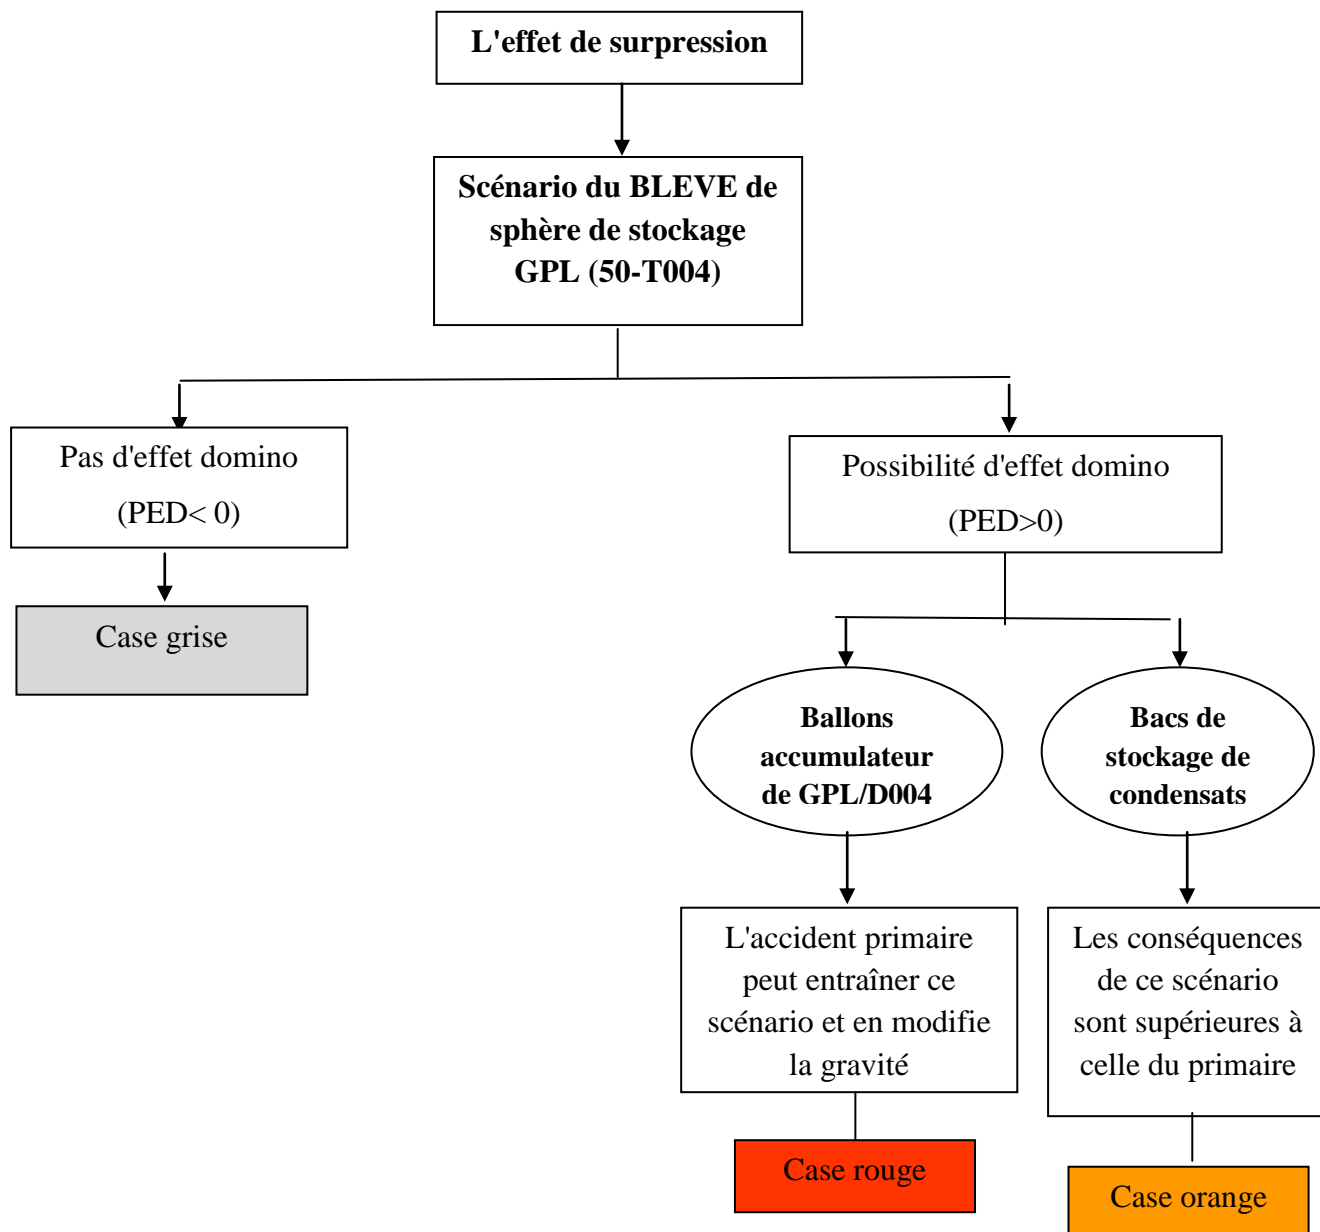 L'effet de surpression
Scénario du BLEVE de
sphère de stockage
GPL (50-T004)
Pas d'effet domino
(PED< 0)
Case grise
Possibilité d'effet domino
(PED>0)
Ballons
accumulateur
de GPL/D004
Bacs de
stockage de
condensats
L'accident primaire
peut entraîner ce
scénario et en modifie
la gravité
Les conséquences
de ce scénario
sont supérieures à
celle du primaire
Case rouge
Case orange